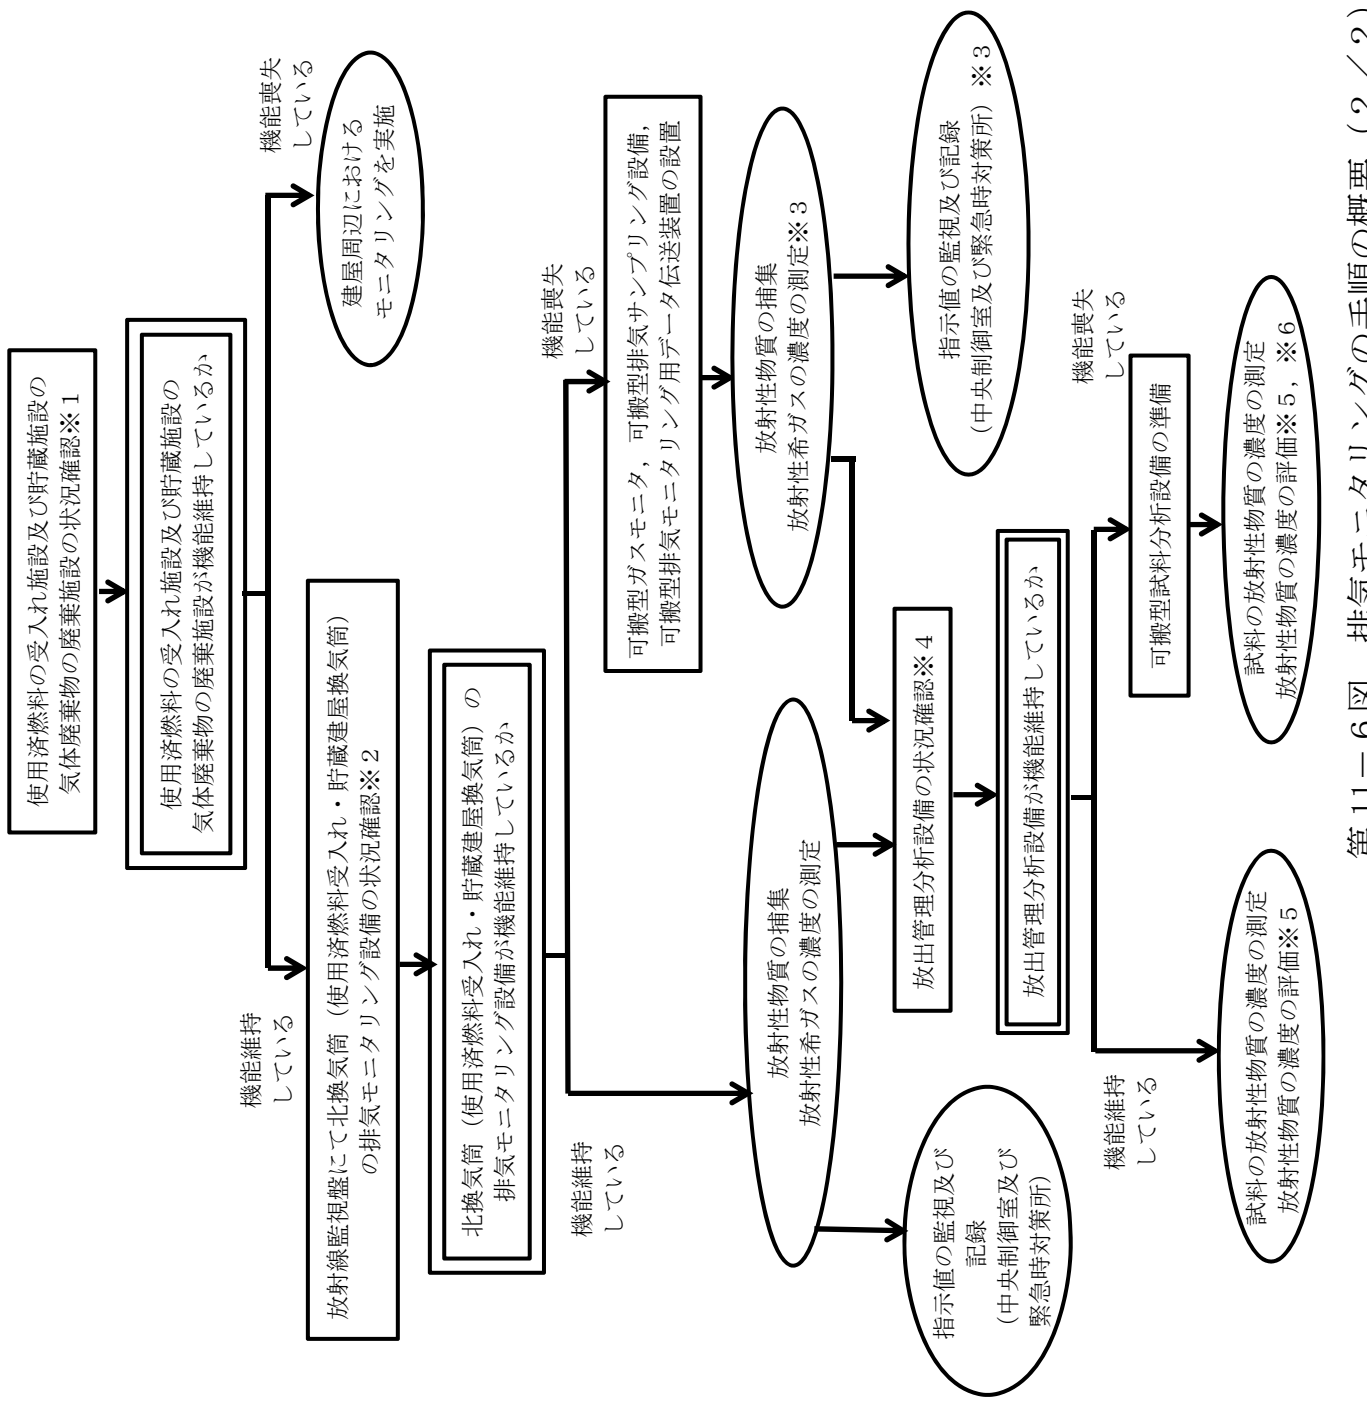 使用済燃料の受入れ施設及び貯蔵施設の
気体廃棄物の廃棄施設の状況確認※１
使用済燃料の受入れ施設及び貯蔵施設の
気体廃棄物の廃棄施設が機能維持しているか
機能喪失
している
建屋周辺における
モニタリングを実施
機能維持
している
放射線監視盤にて北換気筒（使用済燃料受入れ・貯蔵建屋換気筒）
の排気モニタリング設備の状況確認※２
北換気筒（使用済燃料受入れ・貯蔵建屋換気筒）の
排気モニタリング設備が機能維持しているか
機能喪失
している
可搬型ガスモニタ，可搬型排気サンプリング設備，
可搬型排気モニタリング用データ伝送装置の設置
機能維持
している
放射性物質の捕集
放射性希ガスの濃度の測定
放射性物質の捕集
放射性希ガスの濃度の測定※３
指示値の監視及び
記録
(中央制御室及び
緊急時対策所)
指示値の監視及び記録
(中央制御室及び緊急時対策所）※３
放出管理分析設備の状況確認※４
放出管理分析設備が機能維持しているか
機能喪失
している
可搬型試料分析設備の準備
機能維持
している
試料の放射性物質の濃度の測定
放射性物質の濃度の評価※５
試料の放射性物質の濃度の測定
放射性物質の濃度の評価※５，※６
第11－６図　排気モニタリングの手順の概要（２／２）